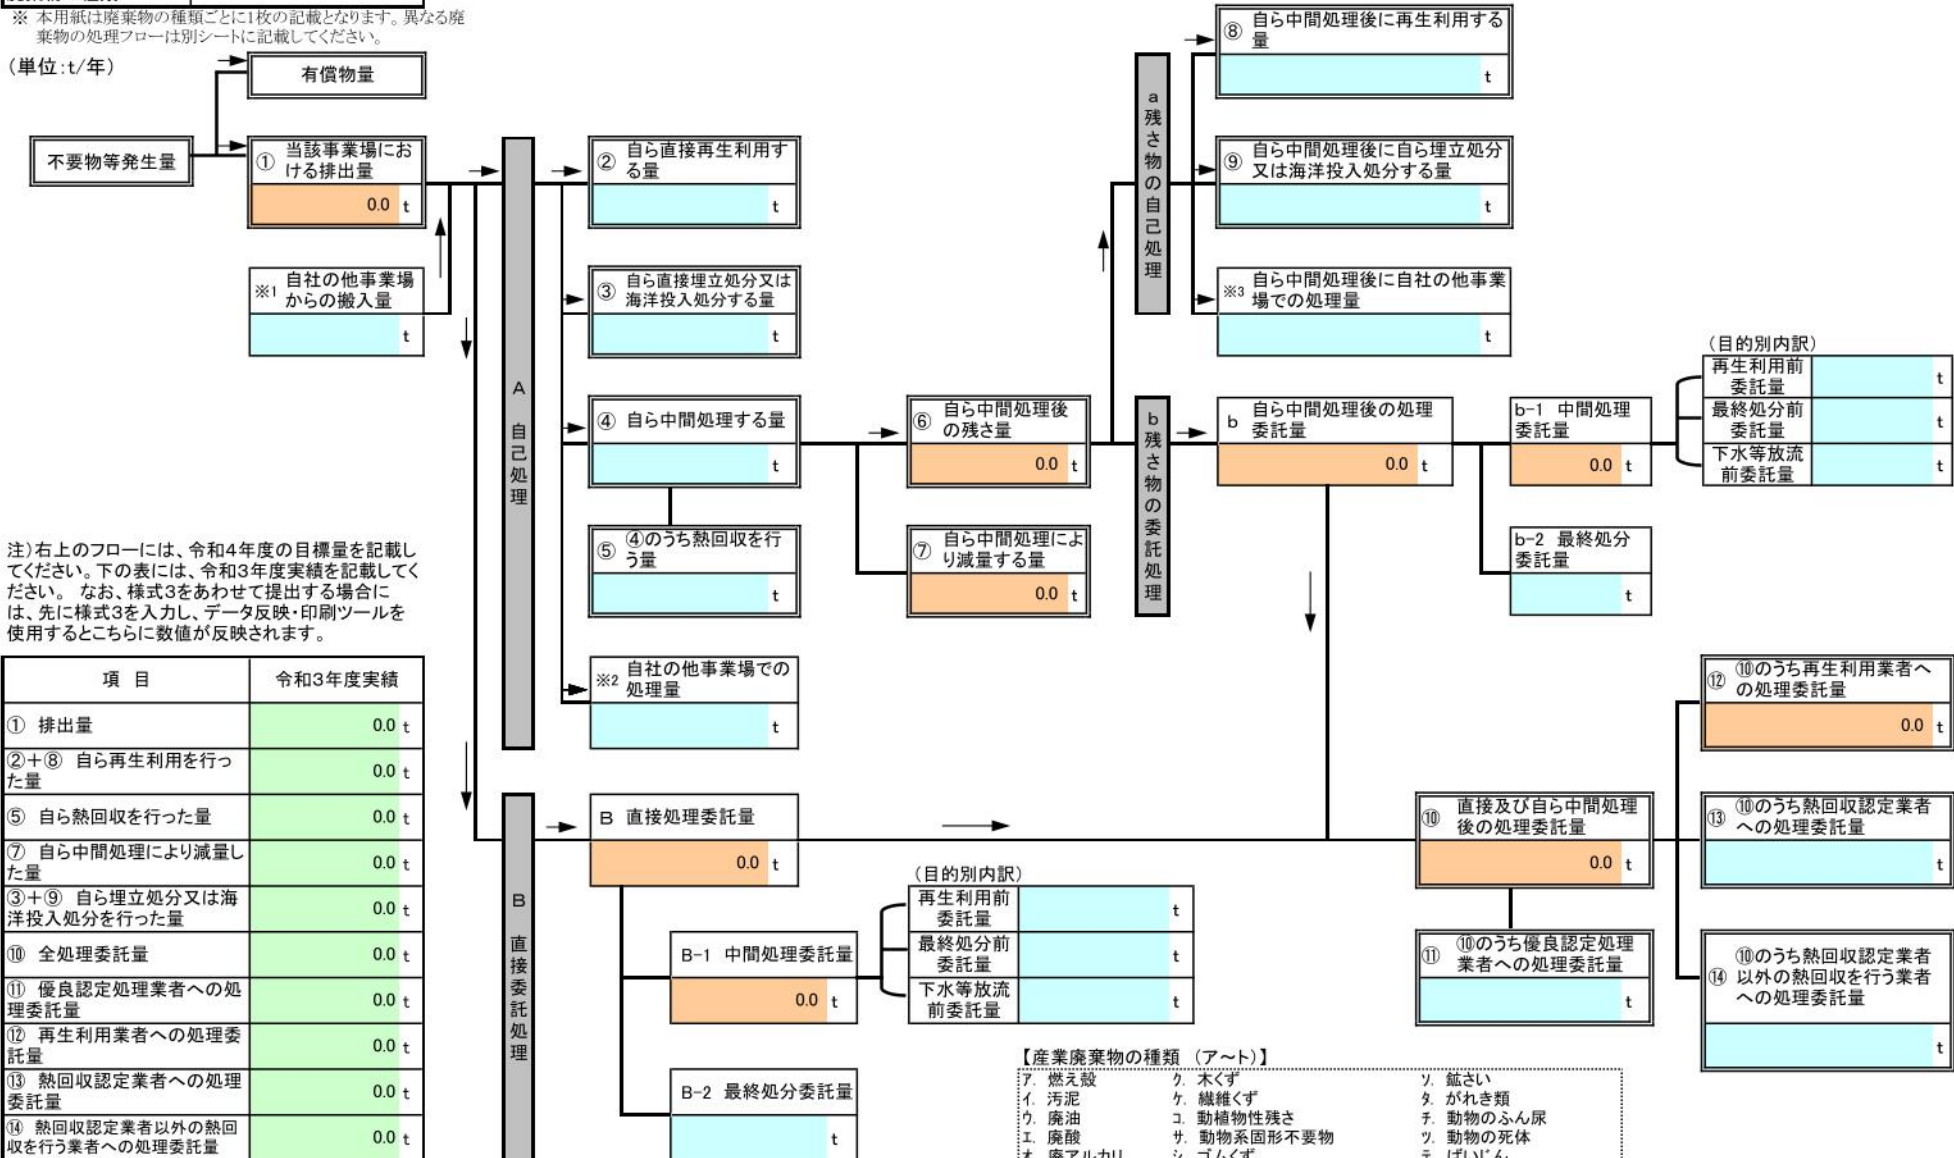 ※ 本用紙は廃棄物の種類ごとに1枚の記載となります。異なる廃
棄物の処理フローは別シートに記載してください。
（単位:t/年）
有償物量
不要物等発生量
① 当該事業場にお
ける排出量
0.0 t
※1 自社の他事業場
からの搬入量
t
A 自己処理
② 自ら直接再生利用す
る量
t
③ 自ら直接埋立処分又は
海洋投入処分する量
t
④ 自ら中間処理する量
t
⑤ ④のうち熱回収を行
う量
t
※2 自社の他事業場での
処理量
t
⑥ 自ら中間処理後
の残さ量
0.0 t
⑦ 自ら中間処理によ
り減量する量
0.0 t
a 残さ物の自己処理
⑧ 自ら中間処理後に再生利用する
量
t
⑨ 自ら中間処理後に自ら埋立処分
又は海洋投入処分する量
t
※3 自ら中間処理後に自社の他事業
場での処理量
t
b 残さ物の委託処理
b 自ら中間処理後の処理
委託量
0.0 t
b-1 中間処理
委託量
0.0 t
（目的別内訳）
再生利用前
委託量
t
最終処分前
委託量
t
下水等放流
前委託量
t
b-2 最終処分
委託量
t
注）右上のフローには、令和4年度の目標量を記載し
てください。下の表には、令和3年度実績を記載してく
ださい。 なお、様式3をあわせて提出する場合に
は、先に様式3を入力し、データ反映・印刷ツールを
使用するとこちらに数値が反映されます。
項 目 令和3年度実績
① 排出量 0.0 t
②＋⑧ 自ら再生利用を行っ
た量 0.0 t
⑤ 自ら熱回収を行った量 0.0 t
⑦ 自ら中間処理により減量し
た量 0.0 t
③＋⑨ 自ら埋立処分又は海
洋投入処分を行った量 0.0 t
⑩ 全処理委託量 0.0 t
⑪ 優良認定処理業者への処
理委託量 0.0 t
⑫ 再生利用業者への処理委
託量 0.0 t
⑬ 熱回収認定業者への処理
委託量 0.0 t
⑭ 熱回収認定業者以外の熱回
収を行う業者への処理委託量 0.0 t
B 直接委託処理
B 直接処理委託量
0.0 t
B-1 中間処理委託量
0.0 t
（目的別内訳）
再生利用前
委託量
t
最終処分前
委託量
t
下水等放流
前委託量
t
B-2 最終処分委託量
t
⑩ 直接及び自ら中間処理
後の処理委託量
0.0 t
⑪ ⑩のうち優良認定処理
業者への処理委託量
t
⑫ ⑩のうち再生利用業者へ
の処理委託量
0.0 t
⑬ ⑩のうち熱回収認定業者
への処理委託量
t
⑭ ⑩のうち熱回収認定業者
以外の熱回収を行う業者
への処理委託量
t
【産業廃棄物の種類 （ア～ト）】
ｱ. 燃え殻 ｸ. 木くず ｿ. 鉱さい
ｲ. 汚泥 ｹ. 繊維くず ﾀ. がれき類
ｳ. 廃油 ｺ. 動植物性残さ ﾁ. 動物のふん尿
ｴ. 廃酸 ｻ. 動物系固形不要物 ﾂ. 動物の死体
ｵ. 廃アルカリ ｼ. ゴムくず ﾃ. ばいじん